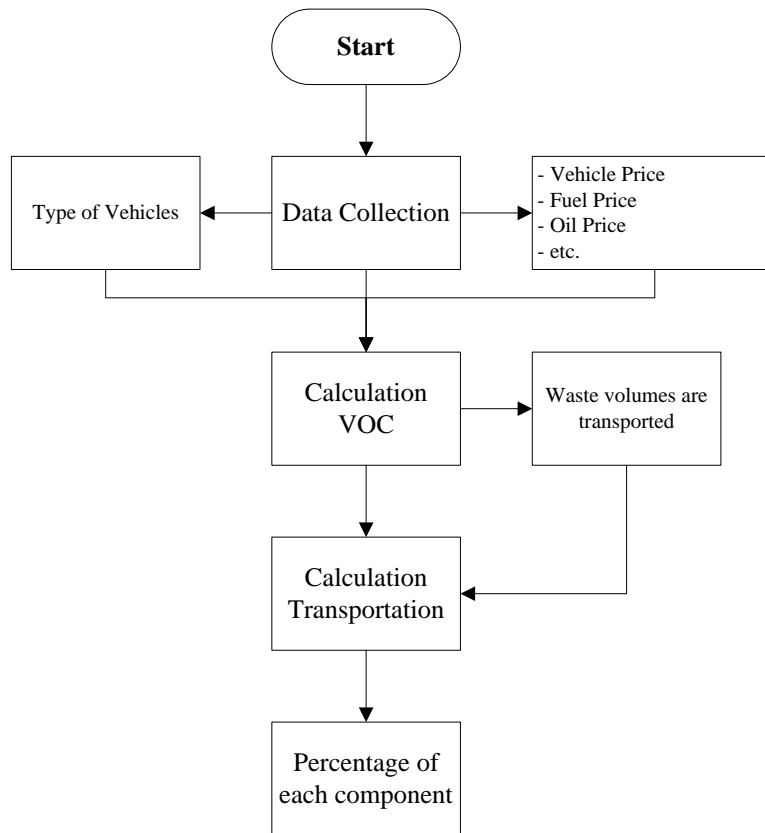 Start
Type of Vehicles
Data Collection
- Vehicle Price
- Fuel Price
- Oil Price
- etc.
Calculation
VOC
Waste volumes are
transported
Calculation
Transportation
Percentage of
each component